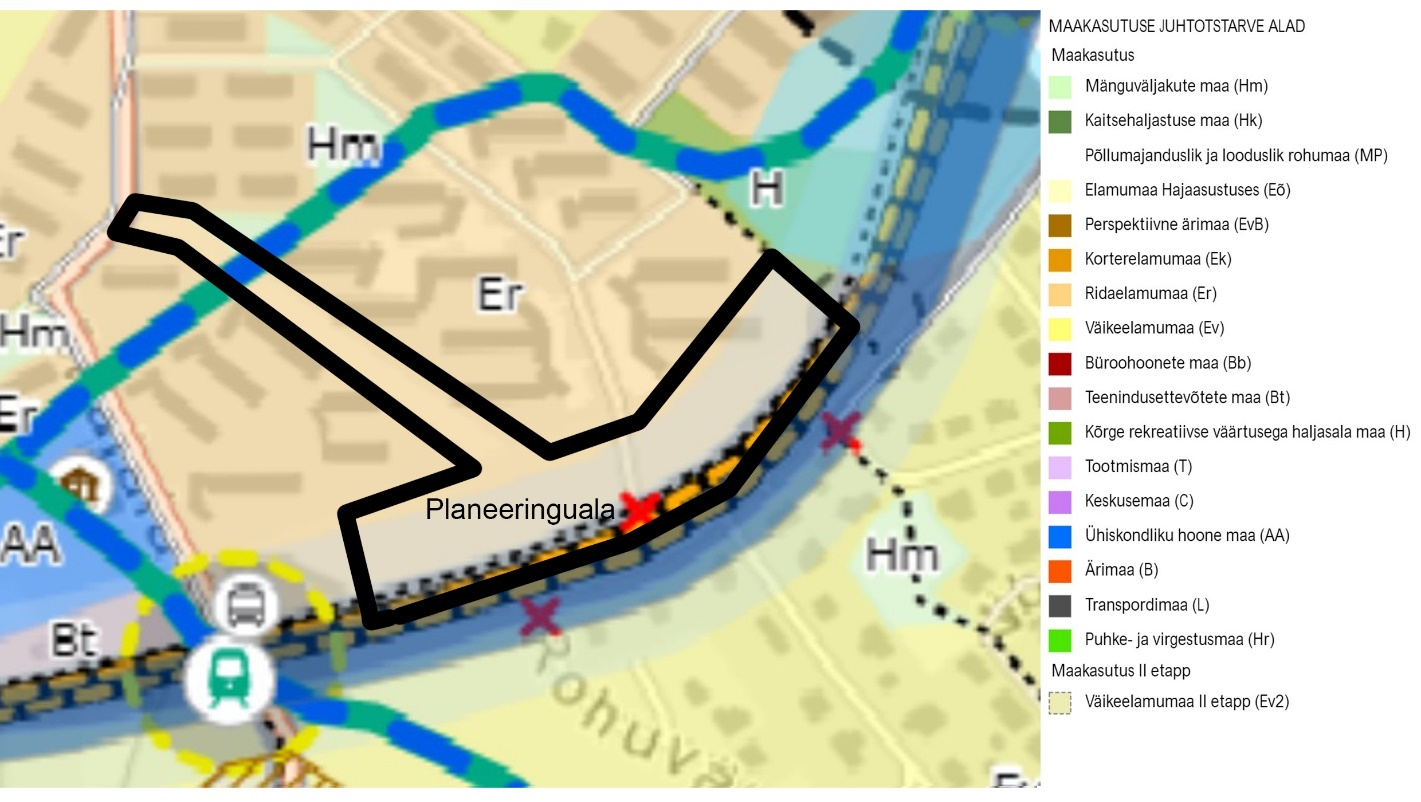 MAAKASUTUSE JUHTOTSTARVE ALAD
Maakasutus
Mänguväljakute maa (Hm)
Kaitsehaljastuse maa (Hk)
Põllumajanduslik ja looduslik rohumaa (MP)
Elamumaa Hajaasustuses (Eõ)
Perspektiivne ärimaa (EvB)
Korterelamumaa (Ek)
Ridaelamumaa (Er)
Väikeelamumaa (Ev)
Büroohoonete maa (Bb)
Teenindusettevõtete maa (Bt)
Kõrge rekreatiivse väärtusega haljasala maa (H)
Tootmismaa (T)
Keskusemaa (C)
Ühiskondliku hoone maa (AA)
Ärimaa (B)
Transpordimaa (L)
Puhke- ja virgestusmaa (Hr)
Maakasutus II etapp
Väikeelamumaa II etapp (Ev2)
Hm
H
Er
Er
Hm
Er
Planeeringuala
AA
Hm
Bt